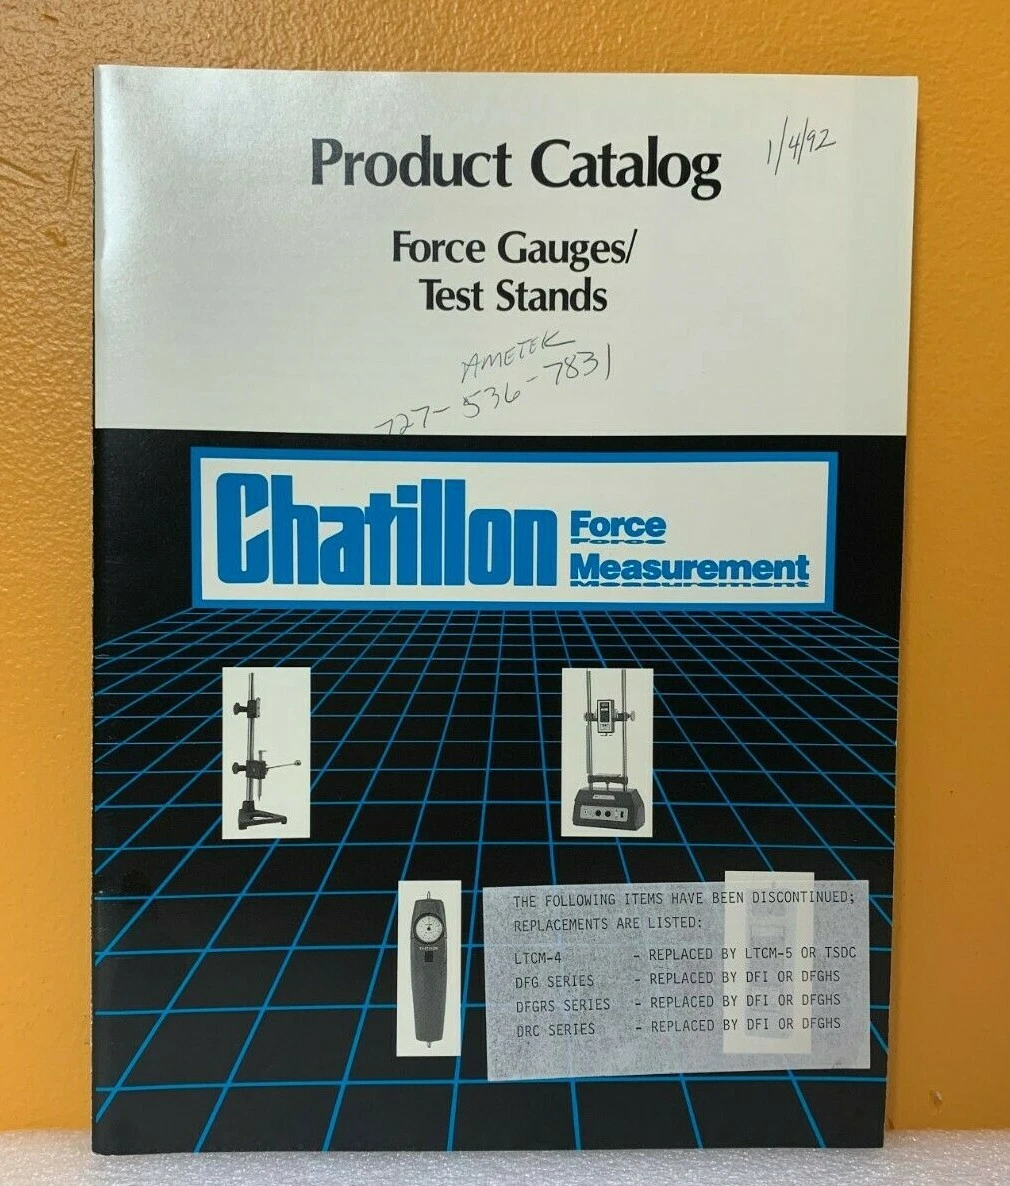 Product Catalog
1/4/92
Force Gauges/
Test Stands
AMETEK
727-536-7831
Chatillon
Force
Measurement
THE FOLLOWING ITEMS HAVE BEEN DISCONTINUED;
REPLACEMENTS ARE LISTED:
LTCM-4 - REPLACED BY LTCM-5 OR TSDC
DFG SERIES - REPLACED BY DFI OR DFGHS
DFGRS SERIES - REPLACED BY DFI OR DFGHS
DRC SERIES - REPLACED BY DFI OR DFGHS